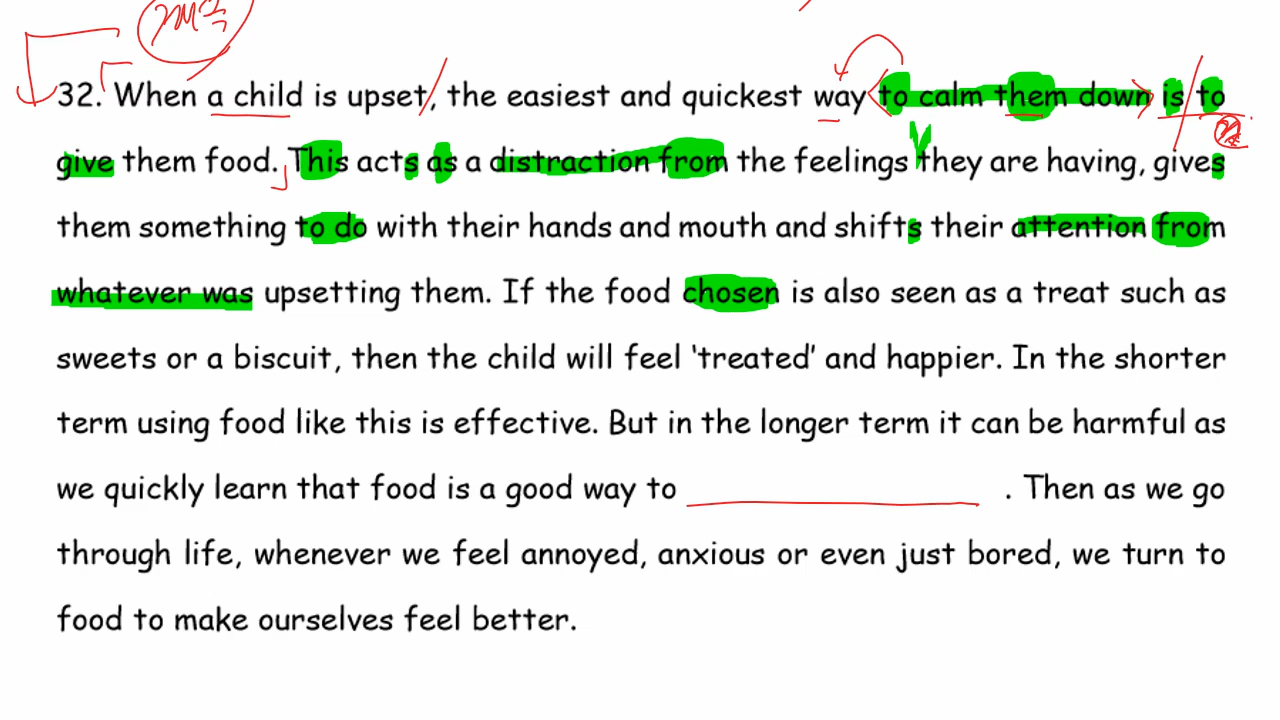 32. When a child is upset, the easiest and quickest way to calm them down is to
give them food. This acts as a distraction from the feelings they are having, gives
them something to do with their hands and mouth and shifts their attention from
whatever was upsetting them. If the food chosen is also seen as a treat such as
sweets or a biscuit, then the child will feel ‘treated’ and happier. In the shorter
term using food like this is effective. But in the longer term it can be harmful as
we quickly learn that food is a good way to ____________ . Then as we go
through life, whenever we feel annoyed, anxious or even just bored, we turn to
food to make ourselves feel better.